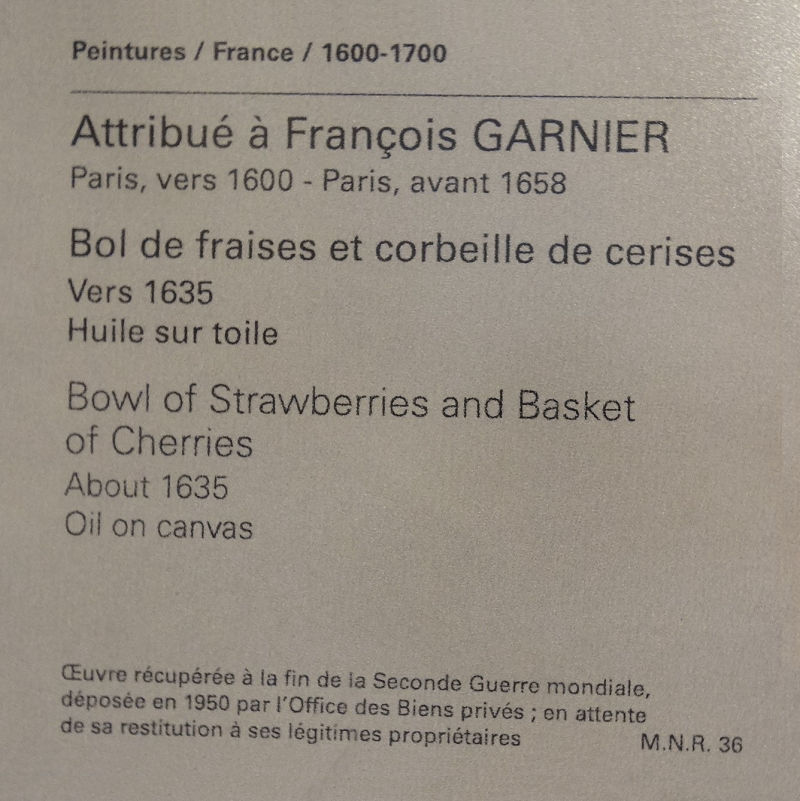 Peintures / France / 1600-1700
Attribué à François GARNIER
Paris, vers 1600 - Paris, avant 1658
Bol de fraises et corbeille de cerises
Vers 1635
Huile sur toile
Bowl of Strawberries and Basket
of Cherries
About 1635
Oil on canvas
Œuvre récupérée à la fin de la Seconde Guerre mondiale,
déposée en 1950 par l'Office des Biens privés ; en attente
de sa restitution à ses légitimes propriétaires
M.N.R. 36